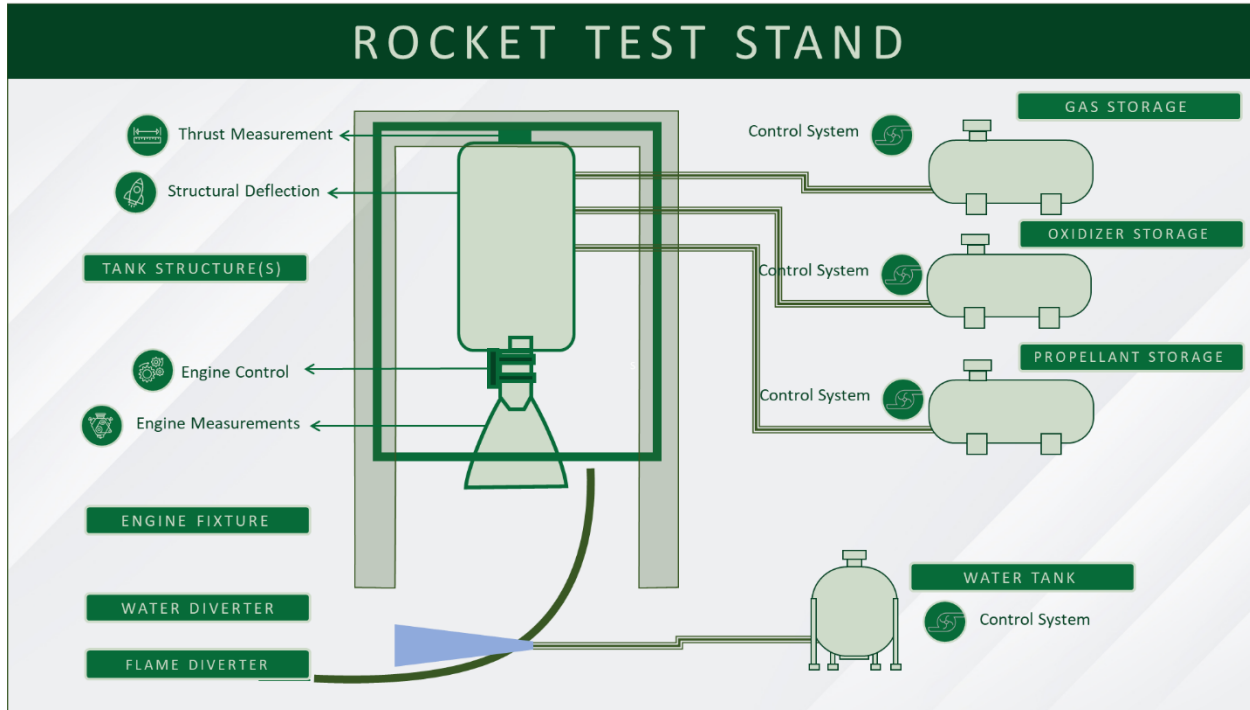 ROCKET TEST STAND
Thrust Measurement
Structural Deflection
TANK STRUCTURE(S)
Engine Control
Engine Measurements
ENGINE FIXTURE
WATER DIVERTER
FLAME DIVERTER
GAS STORAGE
Control System
OXIDIZER STORAGE
Control System
PROPELLANT STORAGE
Control System
S
WATER TANK
Control System